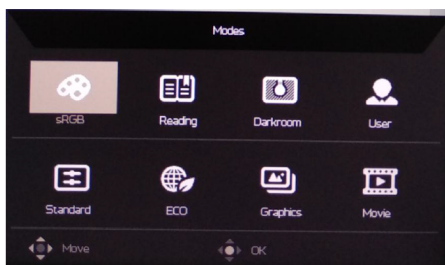 Modes
sRGB Reading Darkroom User
Standard ECO Graphics Movie
Move OK